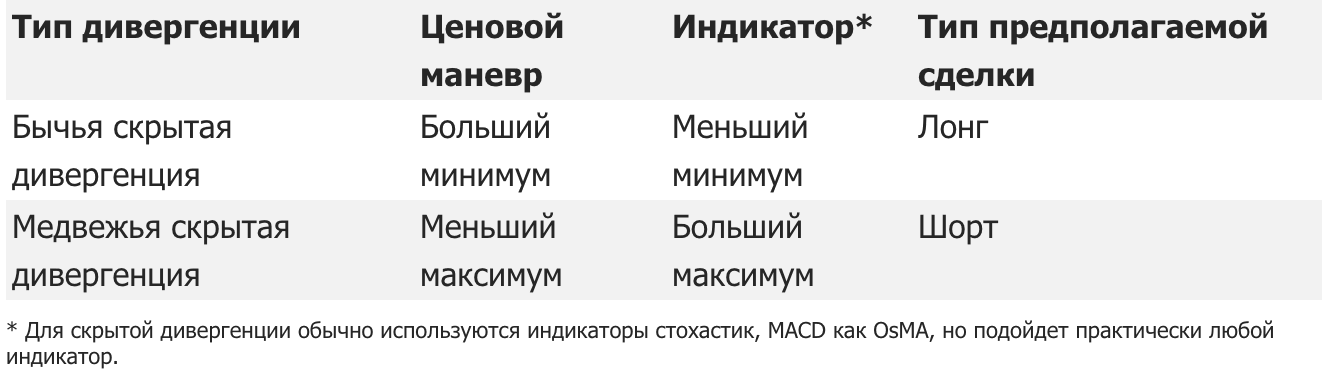 Тип дивергенции Ценовой маневр Индикатор* Тип предполагаемой сделки
Бычья скрытая дивергенция Больший минимум Меньший минимум Лонг
Медвежья скрытая дивергенция Меньший максимум Больший максимум Шорт
* Для скрытой дивергенции обычно используются индикаторы стохастик, MACD как OsMA, но подойдет практически любой
индикатор.